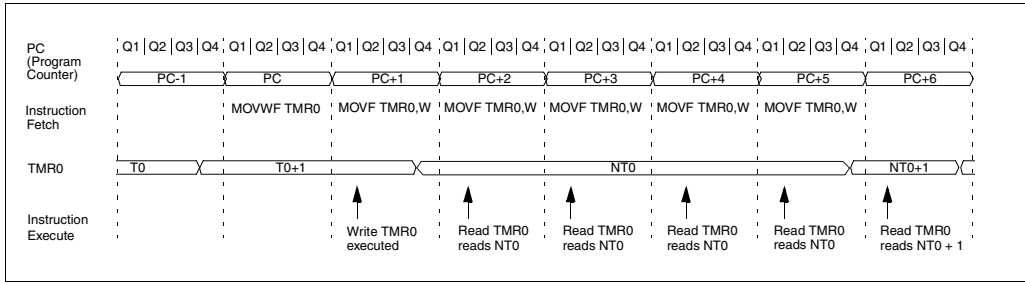 Q1 Q2 Q3 Q4 Q1 Q2 Q3 Q4 Q1 Q2 Q3 Q4 Q1 Q2 Q3 Q4 Q1 Q2 Q3 Q4 Q1 Q2 Q3 Q4 Q1 Q2 Q3 Q4 Q1 Q2 Q3 Q4
PC
(Program
Counter)
PC-1 PC PC+1 PC+2 PC+3 PC+4 PC+5 PC+6
Instruction
Fetch
MOVWF TMR0 MOVF TMR0,W MOVF TMR0,W MOVF TMR0,W MOVF TMR0,W MOVF TMR0,W
TMR0 T0 T0+1 NT0 NT0+1
Instruction
Execute
Write TMR0
executed
Read TMR0
reads NT0
Read TMR0
reads NT0
Read TMR0
reads NT0
Read TMR0
reads NT0
Read TMR0
reads NT0 + 1